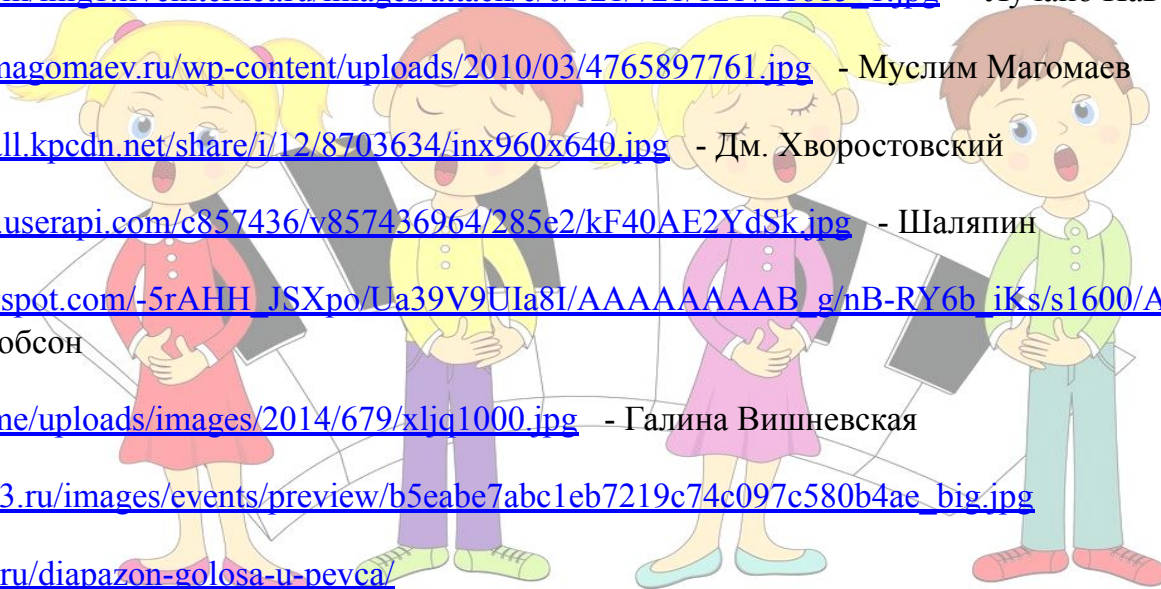 magomaev.ru/wp-content/uploads/2010/03/4765897761.jpg - Муслим Магомаев
all.kpcdn.net/share/i/12/8703634/inx960x640.jpg - Дм. Хворостовский
.userapi.com/c857436/v857436964/285e2/kF40AE2YdSk.jpg - Шаляпин
spot.com/-5rAHH_JSXpo/Ua39V9UIa8I/AAAAAAAAB_g/nB-RY6b_iKs/s1600/A
обсон
me/uploads/images/2014/679/xljq1000.jpg - Галина Вишневская
3.ru/images/events/preview/b5eabe7abc1eb7219c74c097c580b4ae_big.jpg
ru/diapazon-golosa-u-pevca/